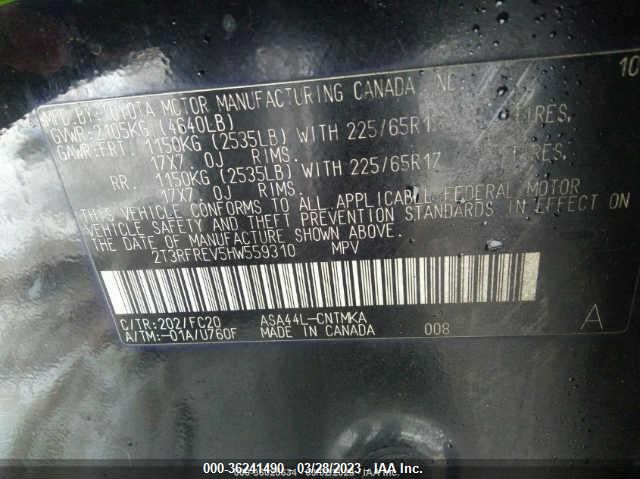 MFD.BY:TOYOTA MOTOR MANUFACTURING CANADA INC. 10
GVWR:2105KG (4640LB)
GAWR:FRT. 1150KG (2535LB) WITH 225/65R1 TIRES,
17X7.0J RIMS.
RR. 1150KG (2535LB) WITH 225/65R17
17X7.0J RIMS.
THIS VEHICLE CONFORMS TO ALL APPLICABLE FEDERAL MOTOR
VEHICLE SAFETY AND THEFT PREVENTION STANDARDS IN EFFECT ON
THE DATE OF MANUFACTURE SHOWN ABOVE.
2T3RFREV5HW559310 MPV
C/TR:202/FC20 ASA44L-CNTMKA
A/TM:-01A/U760F MADE IN CANADA 008 A
000-36241490 - 03/28/2023 - IAA Inc.